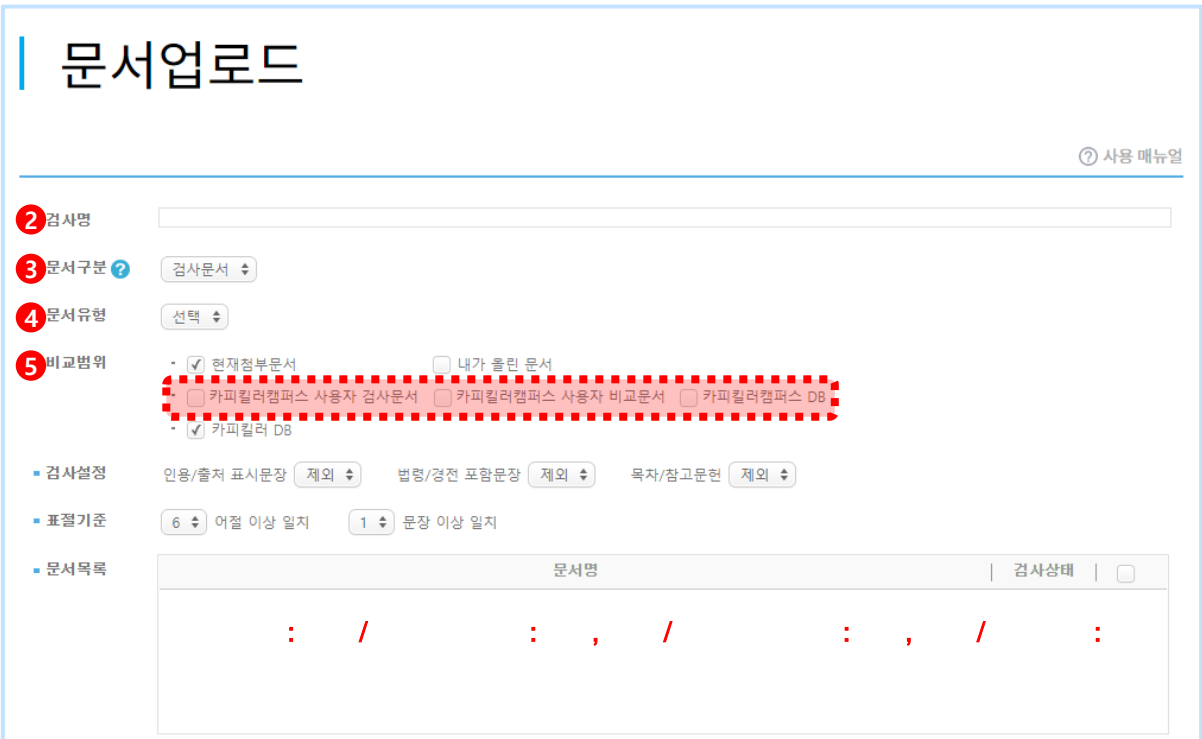 문서업로드
? 사용 매뉴얼
2 검사명
3 문서구분 ? 검사문서
4 문서유형 선택
5 비교범위 - 현재첨부문서 내가 올린 문서
- 카피킬러캠퍼스 사용자 검사문서 카피킬러캠퍼스 사용자 비교문서 카피킬러캠퍼스 DB
- 카피킬러 DB
검사설정 인용/출처 표시문장 제외 법령/경전 포함문장 제외 목차/참고문헌 제외
표절기준 6 어절 이상 일치 1 문장 이상 일치
문서목록 문서명 | 검사상태 |
: / : , / : , / :